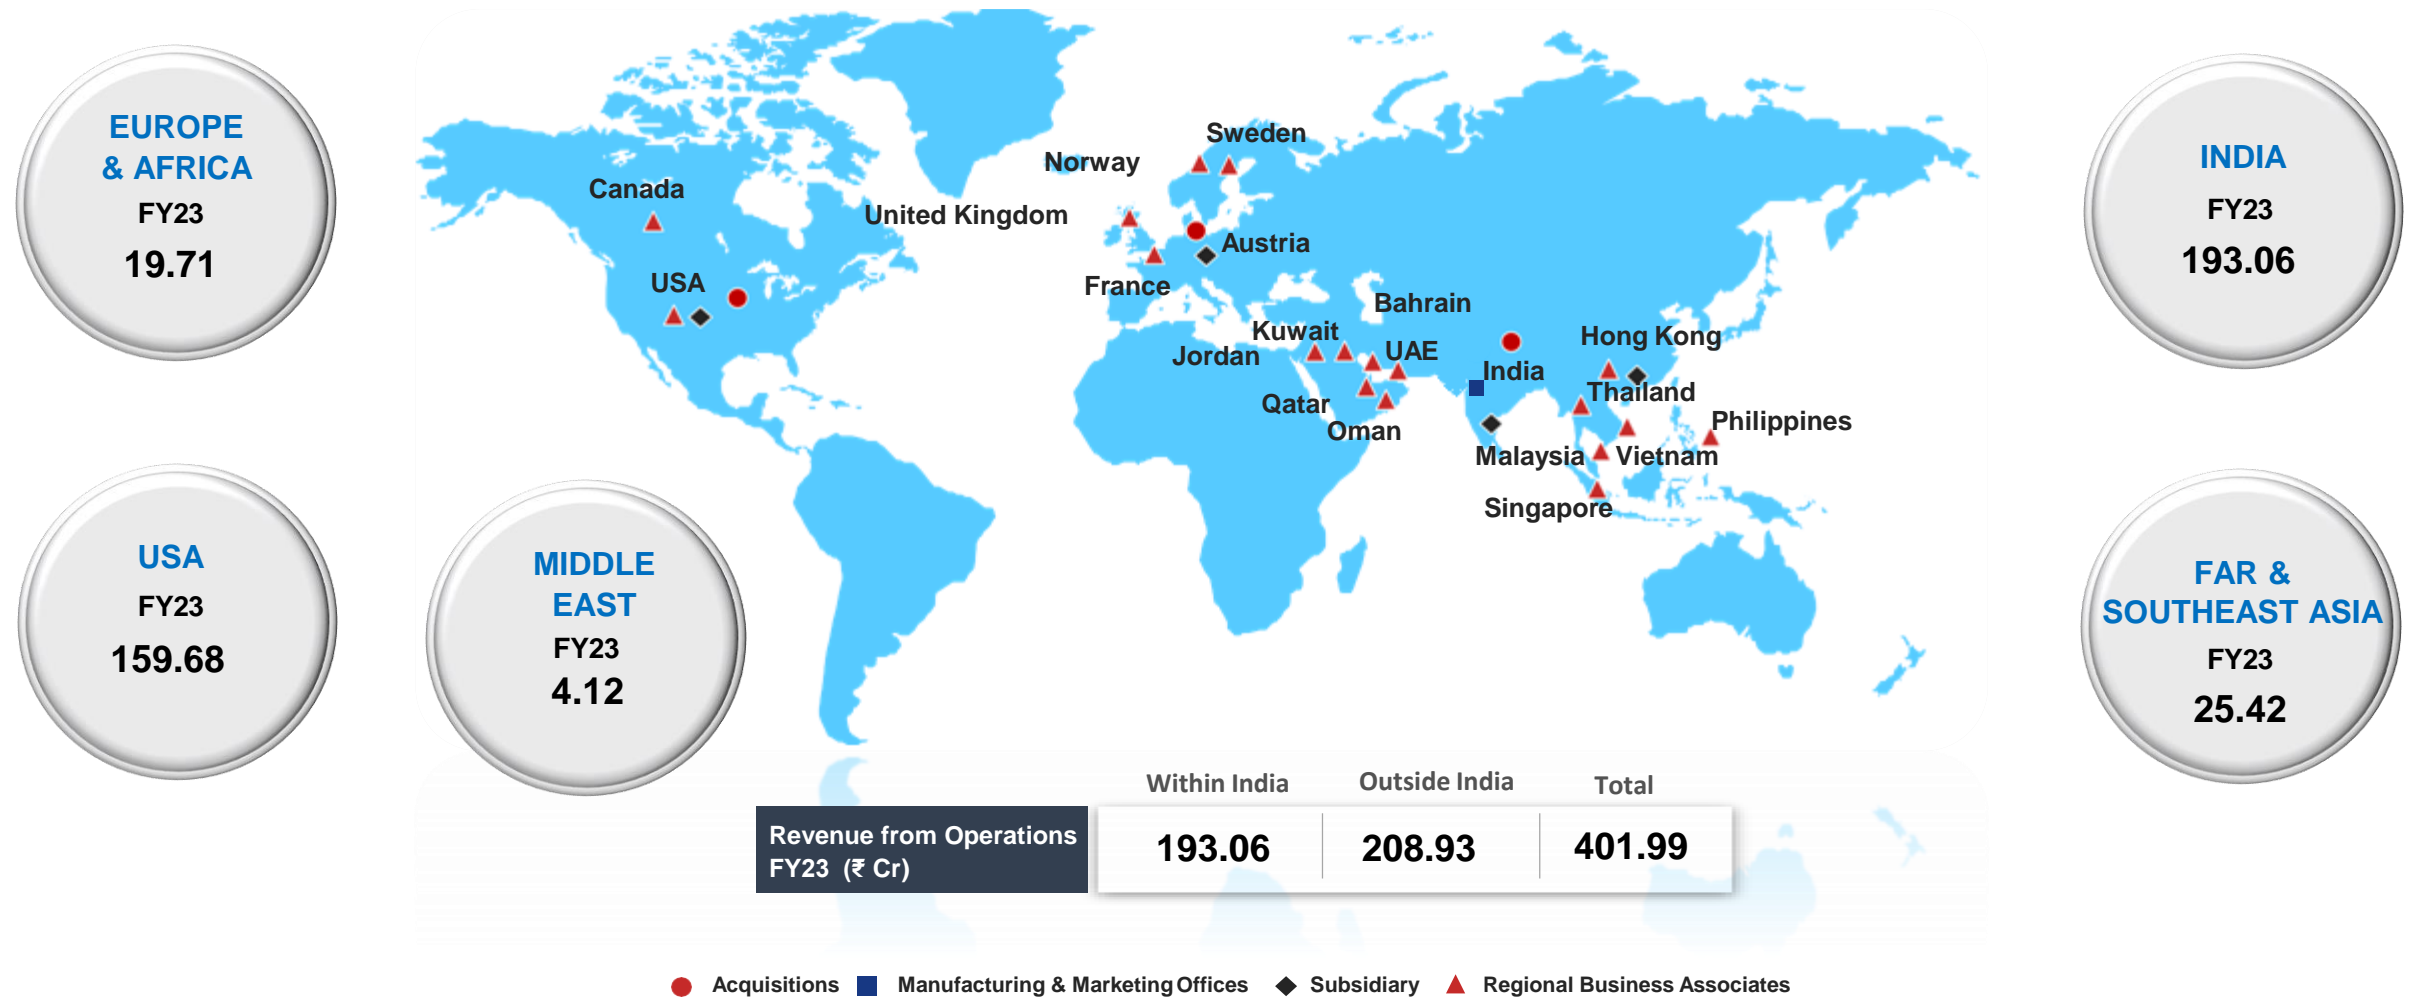 EUROPE
& AFRICA
FY23
19.71
USA
FY23
159.68
MIDDLE
EAST
FY23
4.12
Sweden
Norway
Canada
United Kingdom
Austria
USA
France
Bahrain
Kuwait
Hong Kong
Jordan
UAE
India
Qatar
Thailand
Oman
Philippines
Malaysia
Vietnam
Singapore
INDIA
FY23
193.06
FAR &
SOUTHEAST ASIA
FY23
25.42
Within India
Outside India
Total
Revenue from Operations
FY23 (₹ Cr)
193.06
208.93
401.99
Acquisitions
Manufacturing & Marketing Offices
Subsidiary
Regional Business Associates